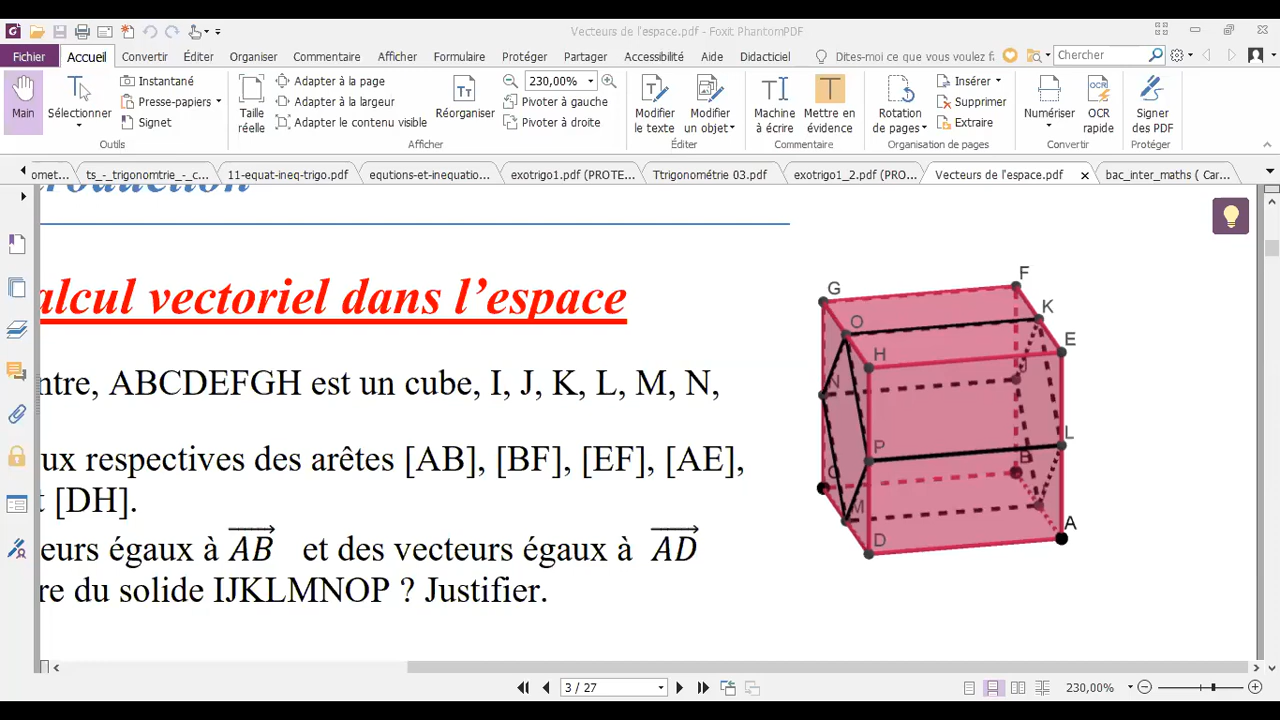 Vecteurs de l'espace.pdf - Foxit PhantomPDF
Fichier Accueil Convertir Éditer Organiser Commentaire Afficher Formulaire Protéger Partager Accessibilité Aide Didacticiel Dites-moi ce que vous voulez f Chercher
Main
Sélectionner
Instantané
Presse-papiers
Signet
Outils
Taille réelle
Adapter à la page
Adapter à la largeur
Adapter le contenu visible
Réorganiser
230,00%
Pivoter à gauche
Pivoter à droite
Afficher
Modifier le texte
Modifier un objet
Éditer
Machine à écrire
Mettre en évidence
Commentaire
Rotation de pages
Insérer
Supprimer
Extraire
Organisation de pages
Numériser
OCR rapide
Convertir
Signer des PDF
Protéger
omet... ts_-_trigonomtrie_-_c... 11-equat-ineq-trigo.pdf equtions-et-inequatio... exotrigo1.pdf (PROTE... Ttrigonométrie 03.pdf exotrigo1_2.pdf (PRO... Vecteurs de l'espace.pdf bac_inter_maths ( Car...
roduction
alcul vectoriel dans l’espace
ntre, ABCDEFGH est un cube, I, J, K, L, M, N,
ux respectives des arêtes [AB], [BF], [EF], [AE],
t [DH].
eurs égaux à AB et des vecteurs égaux à AD
re du solide IJKLMNOP ? Justifier.
F
G
K
O
E
H
J
N
L
P
B
C
M
A
D
3 / 27
230,00%